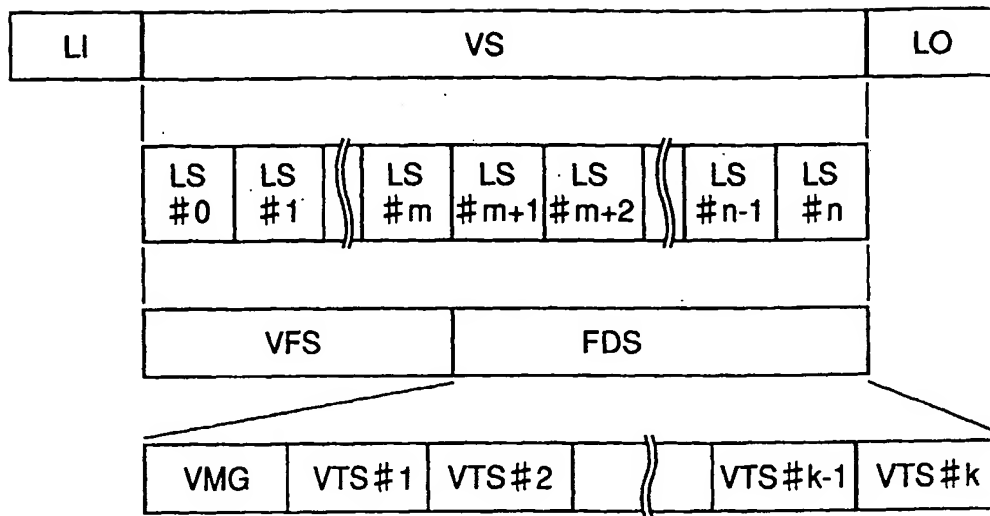 LI VS LO
LS #0 LS #1 LS #m LS #m+1 LS #m+2 LS #n-1 LS #n
VFS FDS
VMG VTS#1 VTS#2 VTS#k-1 VTS#k